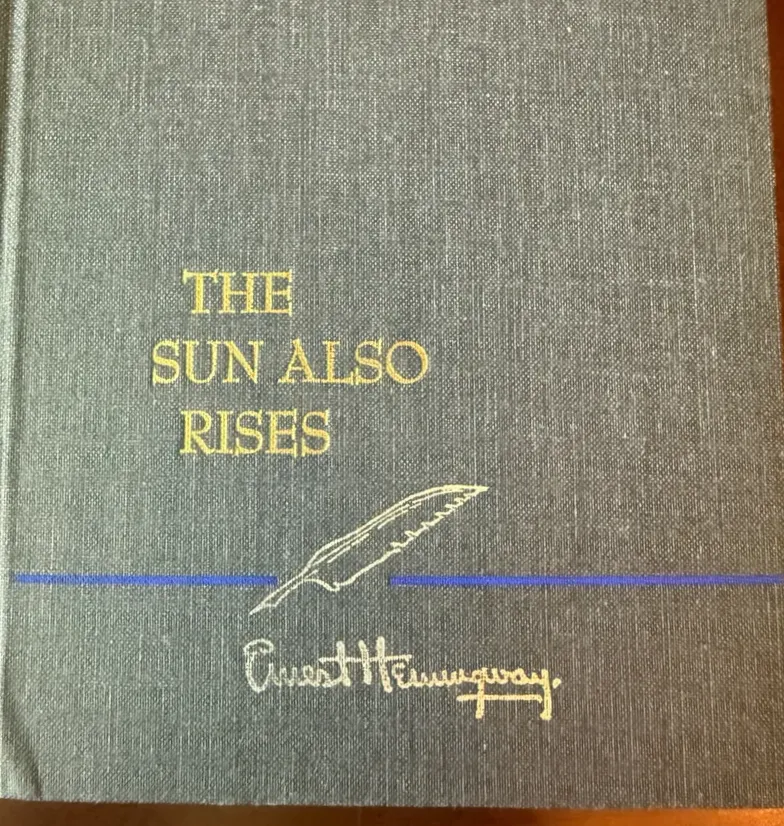 THE
SUN ALSO
RISES
Ernest Hemingway.